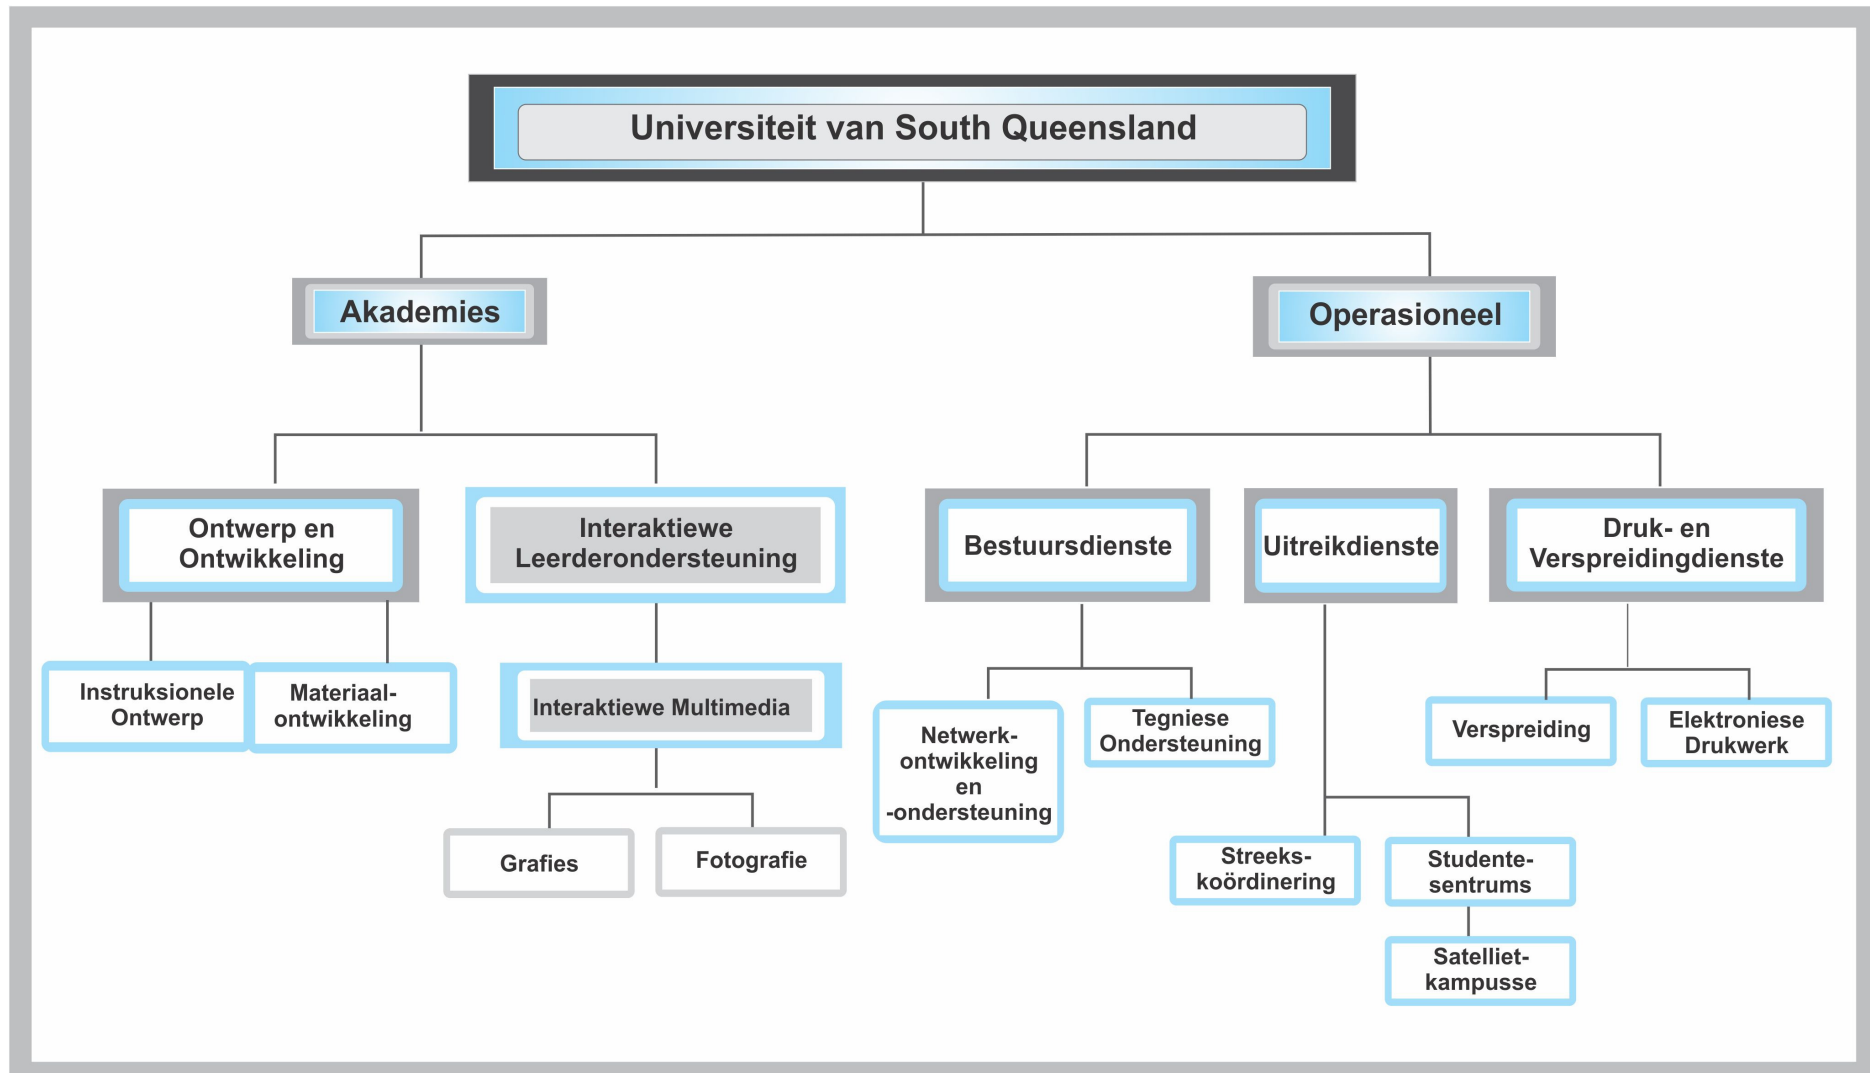 Universiteit van South Queensland
Akademies
Operasioneel
Ontwerp en
Ontwikkeling
Interaktiewe
Leerderondersteuning
Bestuursdienste
Uitreikdienste
Druk- en
Verspreidingdienste
Instruksionele
Ontwerp
Materiaal-
ontwikkeling
Interaktiewe Multimedia
Netwerk-
ontwikkeling
en
-ondersteuning
Tegniese
Ondersteuning
Verspreiding
Elektroniese
Drukwerk
Grafies
Fotografie
Streeks-
koördinering
Studente-
sentrums
Satelliet-
kampusse